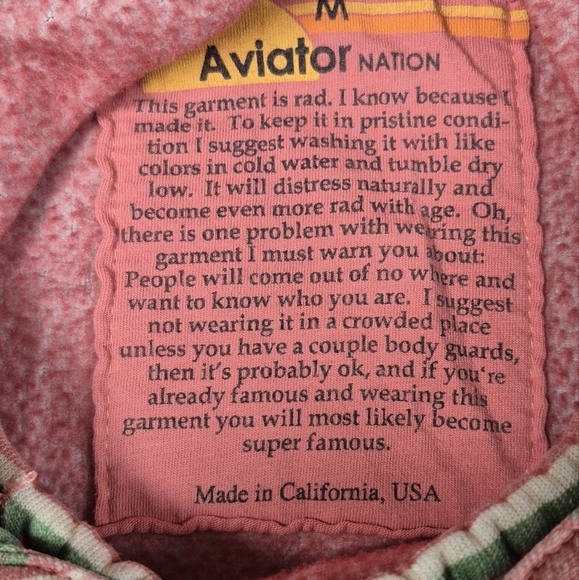 M
Aviator NATION
This garment is rad. I know because I
made it. To keep it in pristine condi-
tion I suggest washing it with like
colors in cold water and tumble dry
low. It will distress naturally and
become even more rad with age. Oh,
there is one problem with wearing this
garment I must warn you about:
People will come out of no where and
want to know who you are. I suggest
not wearing it in a crowded place
unless you have a couple body guards,
then it's probably ok, and if you're
already famous and wearing this
garment you will most likely become
super famous.
Made in California, USA